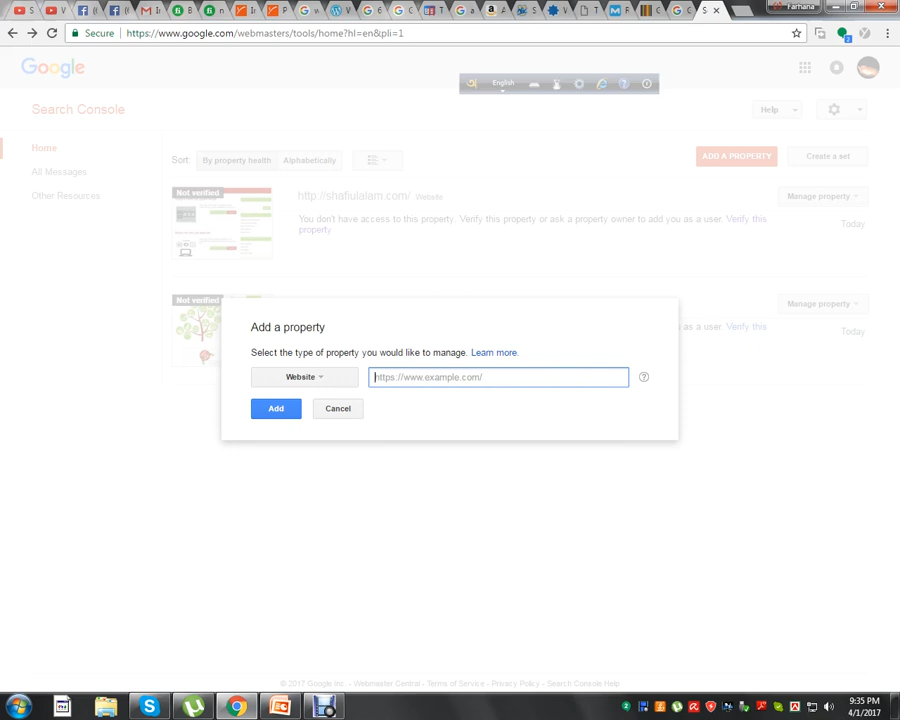 Farhana
Secure https://www.google.com/webmasters/tools/home?hl=en&pli=1
Google
English
Search Console
Help
Home
All Messages
Other Resources
Sort: By property health Alphabetically
ADD A PROPERTY
Create a set
Not verified
http://shafiulalam.com/ Website
Manage property
You don't have access to this property. Verify this property or ask a property owner to add you as a user. Verify this
property
Today
Not verified
Manage property
as a user. Verify this
Today
Add a property
Select the type of property you would like to manage. Learn more.
Website
https://www.example.com/
Add
Cancel
© 2017 Google Inc. - Webmaster Central - Terms of Service - Privacy Policy - Search Console Help
9:35 PM
4/1/2017